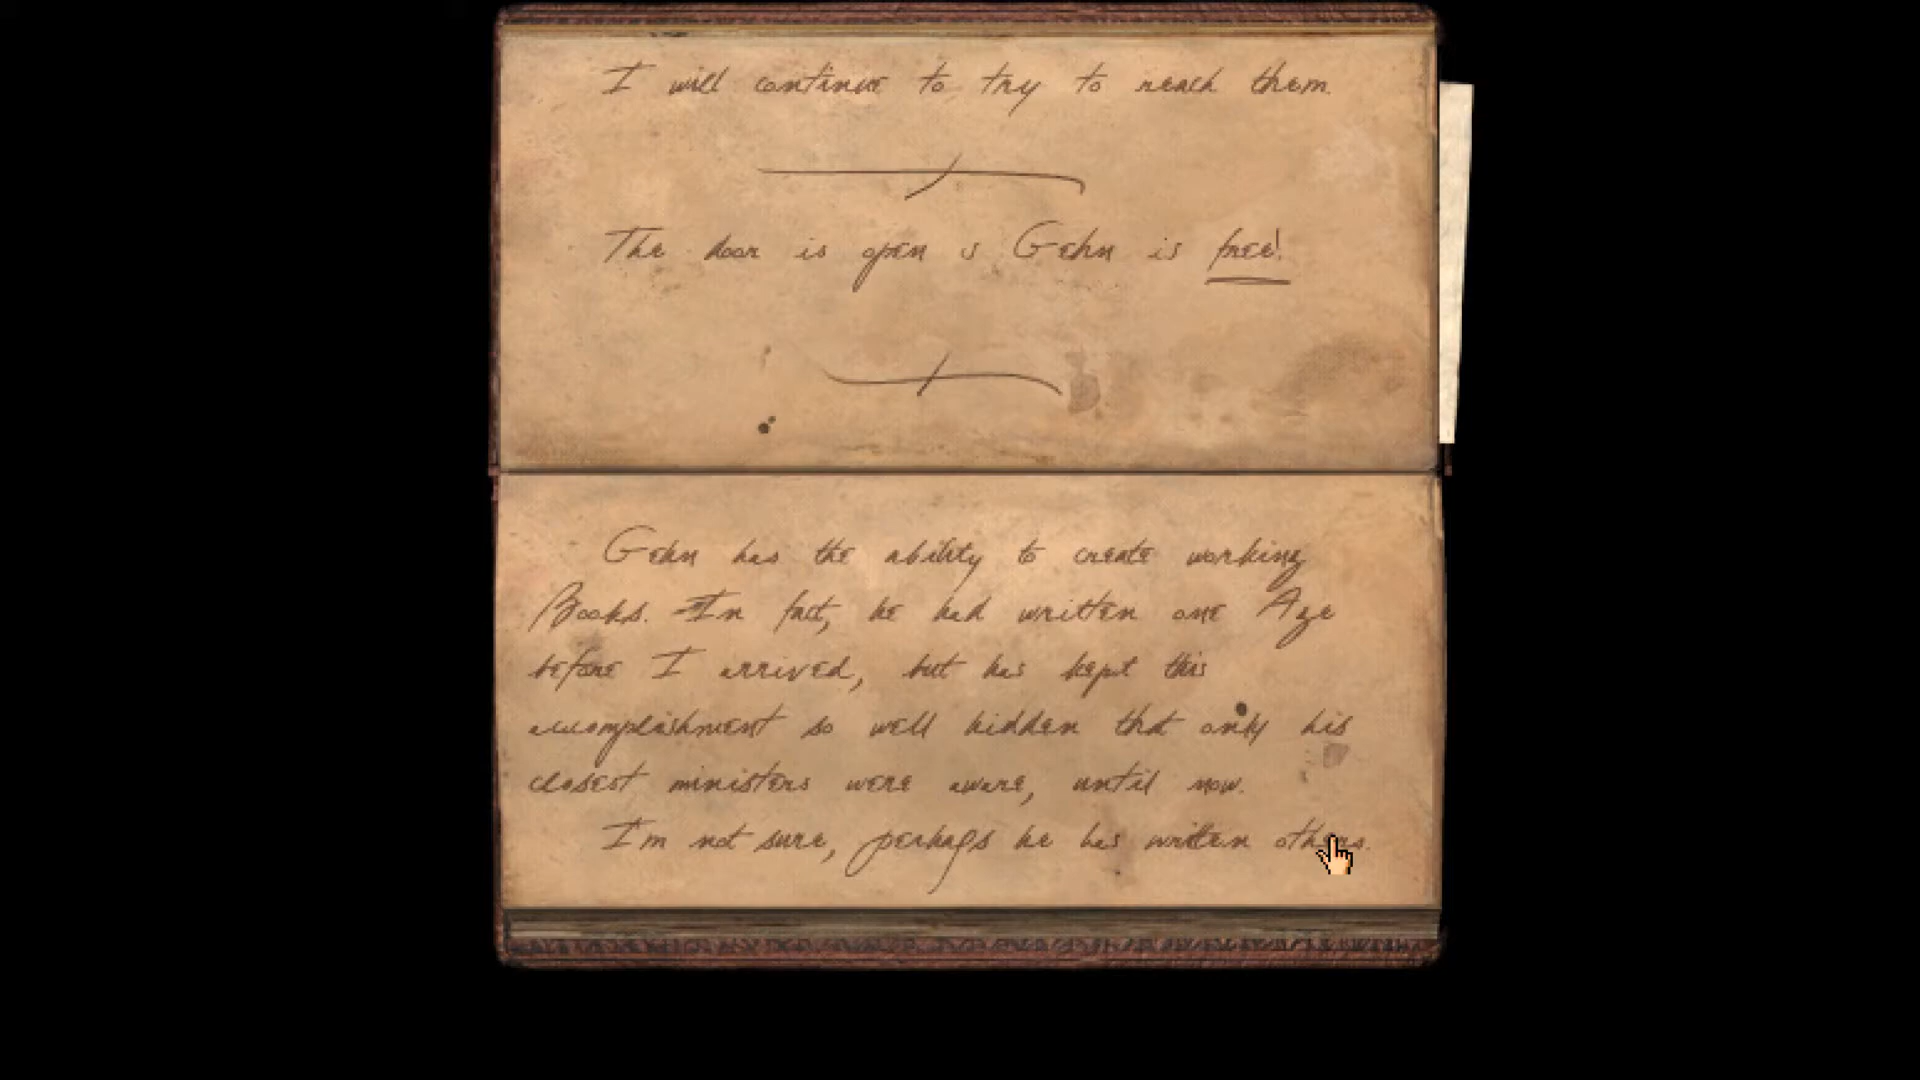 I will continue to try to reach them.
The door is open & Gehn is free!
Gehn has the ability to create working
Books. In fact, he had written one Age
before I arrived, but has kept this
accomplishment so well hidden that only his
closest ministers were aware, until now.
I'm not sure, perhaps he has written others.